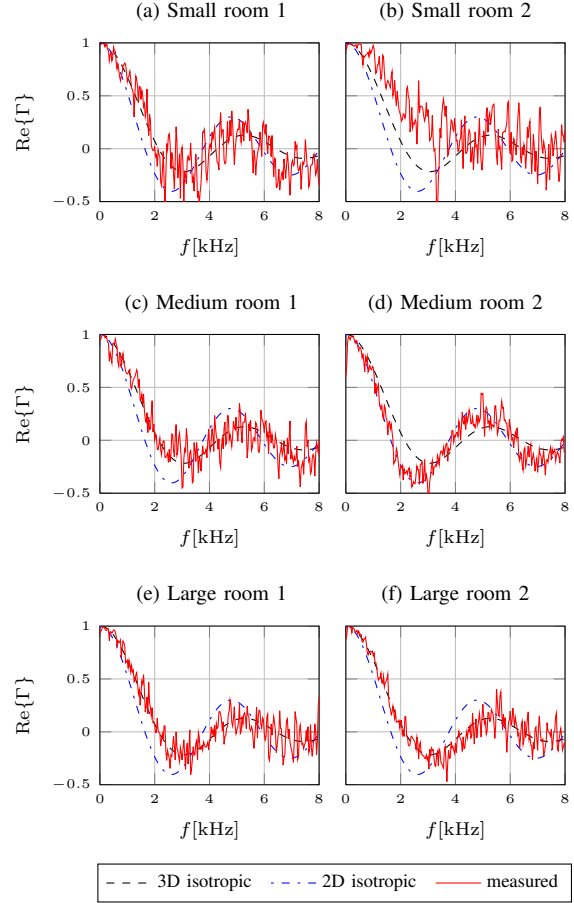 (a) Small room 1
(b) Small room 2
1
0.5
0
−0.5
Re{Γ}
0 2 4 6 8
0 2 4 6 8
f[kHz]
f[kHz]
(c) Medium room 1
(d) Medium room 2
1
0.5
0
−0.5
Re{Γ}
0 2 4 6 8
0 2 4 6 8
f[kHz]
f[kHz]
(e) Large room 1
(f) Large room 2
1
0.5
0
−0.5
Re{Γ}
0 2 4 6 8
0 2 4 6 8
f[kHz]
f[kHz]
3D isotropic 2D isotropic measured